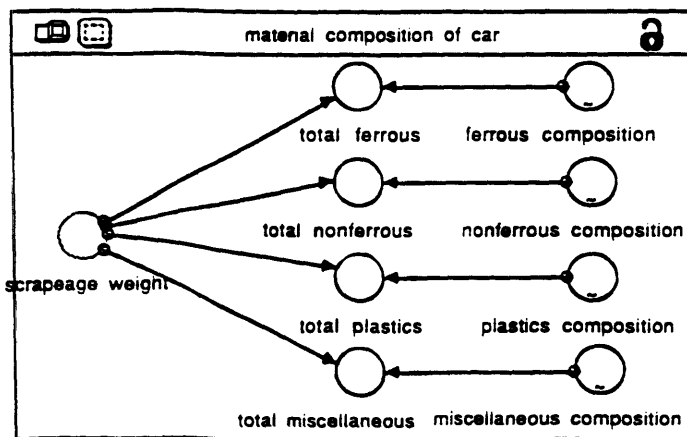 material composition of car
total ferrous ferrous composition
total nonferrous nonferrous composition
scrapeage weight
total plastics plastics composition
total miscellaneous miscellaneous composition
~
~
~
~